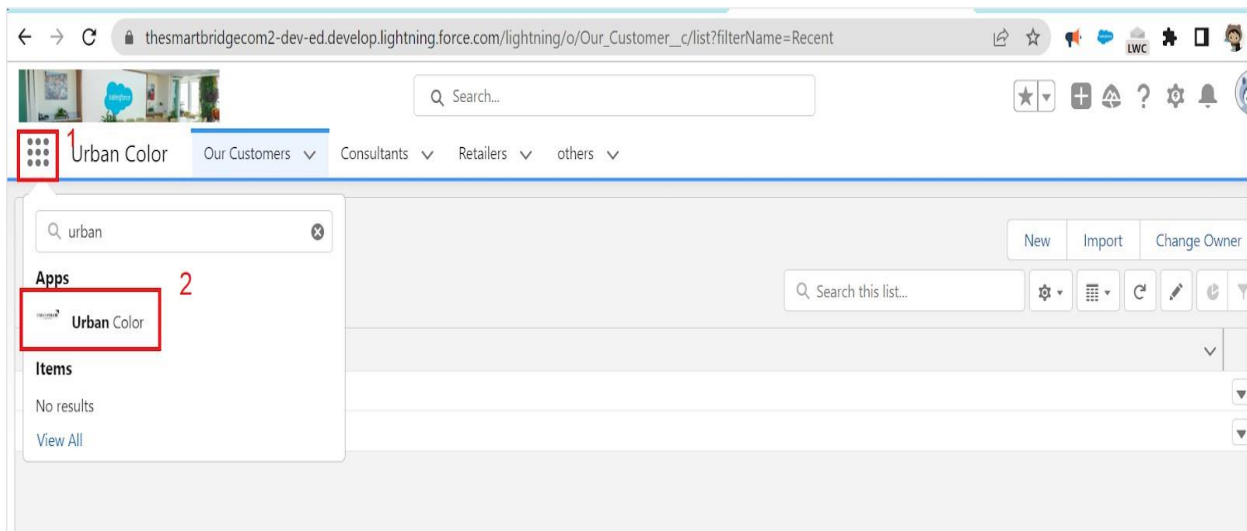 thesmartbridgecom2-dev-ed.develop.lightning.force.com/lightning/o/Our_Customer__c/list?filterName=Recent
LWC
Search...
1
Urban Color Our Customers Consultants Retailers others
urban
New Import Change Owner
Apps
2
Search this list...
Urban Color
Items
No results
View All